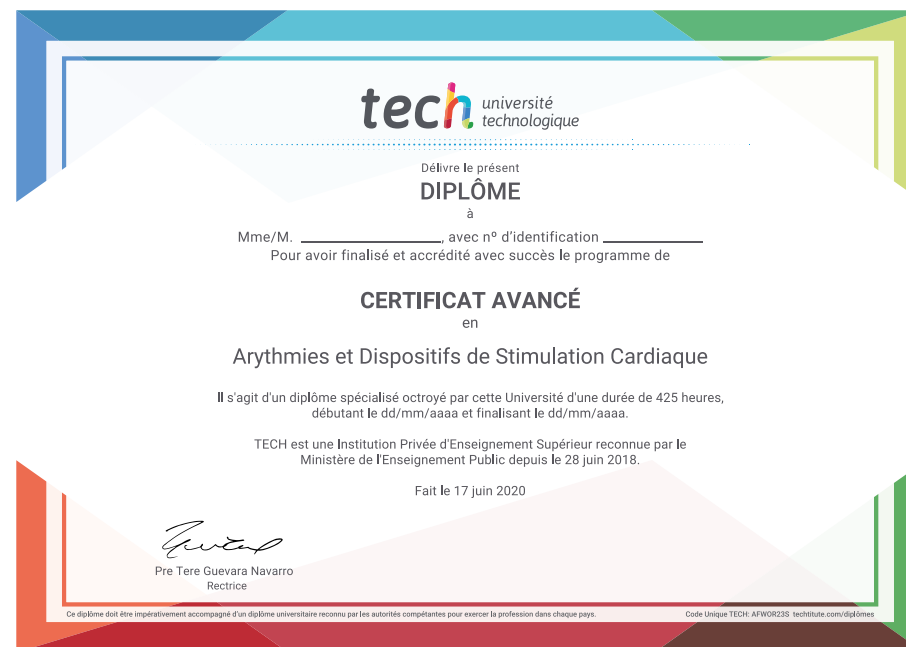 tech université
technologique
Délivre le présent
DIPLÔME
à
Mme/M. ____________________, avec nº d'identification ______________
Pour avoir finalisé et accrédité avec succès le programme de
CERTIFICAT AVANCÉ
en
Arythmies et Dispositifs de Stimulation Cardiaque
Il s'agit d'un diplôme spécialisé octroyé par cette Université d'une durée de 425 heures,
débutant le dd/mm/aaaa et finalisant le dd/mm/aaaa.
TECH est une Institution Privée d'Enseignement Supérieur reconnue par le
Ministère de l'Enseignement Public depuis le 28 juin 2018.
Fait le 17 juin 2020
Pre Tere Guevara Navarro
Rectrice
Ce diplôme doit être impérativement accompagné d'un diplôme universitaire reconnu par les autorités compétentes pour exercer la profession dans chaque pays.
Code Unique TECH: AFWOR23S techtitute.com/diplômes